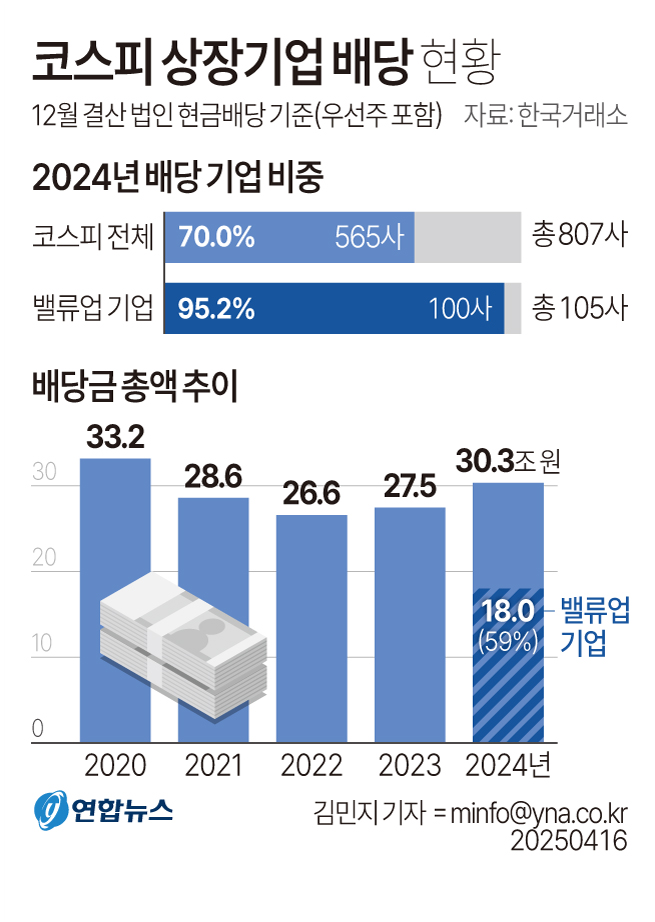 코스피 상장기업 배당 현황
12월 결산 법인 현금배당 기준(우선주 포함) 자료: 한국거래소
2024년 배당 기업 비중
코스피 전체 70.0% 565사 총 807사
밸류업 기업 95.2% 100사 총 105사
배당금 총액 추이
33.2 28.6 26.6 27.5 30.3조 원
30
20
10
0
18.0
(59%)
밸류업
기업
2020 2021 2022 2023 2024년
연합뉴스
김민지 기자 = minfo@yna.co.kr
20250416